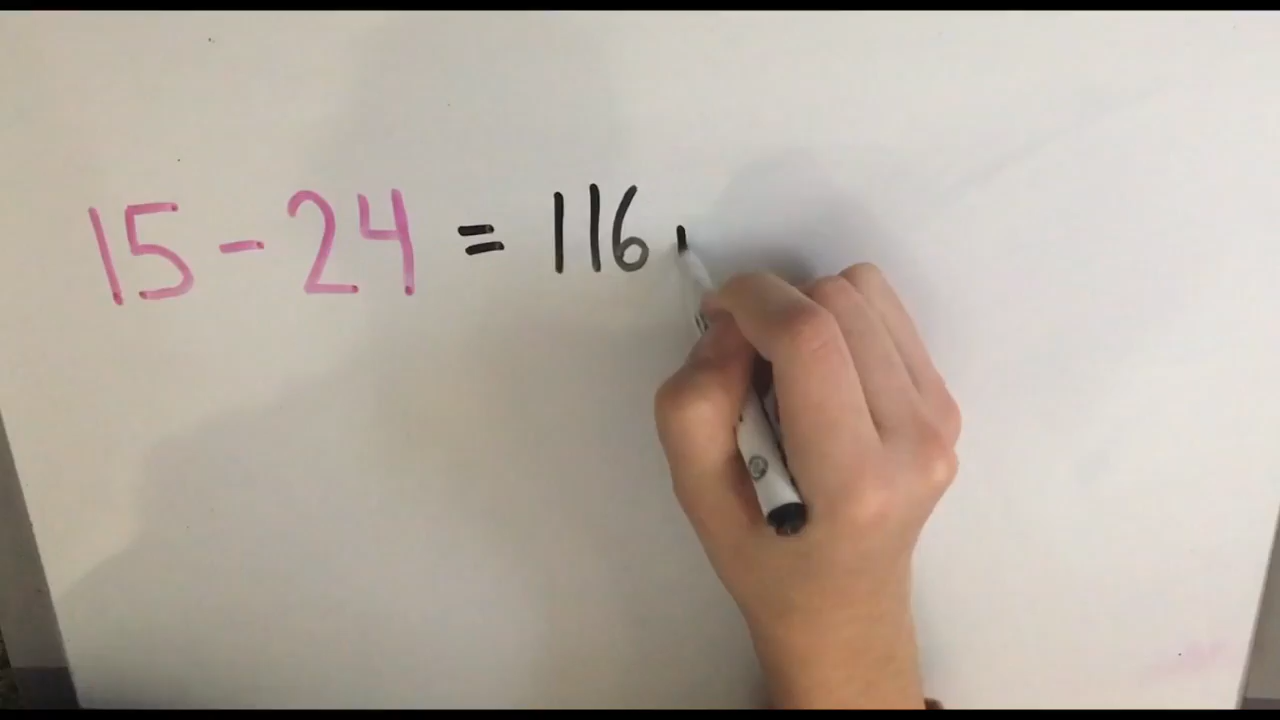 15 - 24 = 116